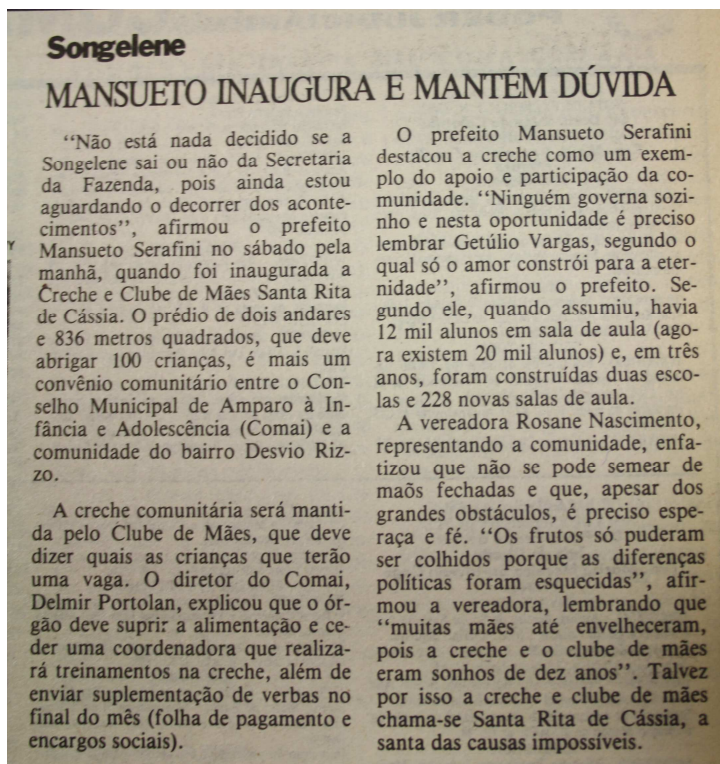 Songelene
MANSUETO INAUGURA E MANTÉM DÚVIDA
“Não está nada decidido se a
Songelene sai ou não da Secretaria
da Fazenda, pois ainda estou
aguardando o decorrer dos aconte-
cimentos”, afirmou o prefeito
Mansueto Serafini no sábado pela
manhã, quando foi inaugurada a
Creche e Clube de Mães Santa Rita
de Cássia. O prédio de dois andares
e 836 metros quadrados, que deve
abrigar 100 crianças, é mais um
convênio comunitário entre o Con-
selho Municipal de Amparo à In-
fância e Adolescência (Comai) e a
comunidade do bairro Desvio Riz-
zo.
A creche comunitária será manti-
da pelo Clube de Mães, que deve
dizer quais as crianças que terão
uma vaga. O diretor do Comai,
Delmir Portolan, explicou que o ór-
gão deve suprir a alimentação e ce-
der uma coordenadora que realiza-
rá treinamentos na creche, além de
enviar suplementação de verbas no
final do mês (folha de pagamento e
encargos sociais).
O prefeito Mansueto Serafini
destacou a creche como um exem-
plo do apoio e participação da co-
munidade. “Ninguém governa sozi-
nho e nesta oportunidade é preciso
lembrar Getúlio Vargas, segundo o
qual só o amor constrói para a eter-
nidade”, afirmou o prefeito. Se-
gundo ele, quando assumiu, havia
12 mil alunos em sala de aula (ago-
ra existem 20 mil alunos) e, em três
anos, foram construídas duas esco-
las e 228 novas salas de aula.
A vereadora Rosane Nascimento,
representando a comunidade, enfa-
tizou que não se pode semear de
maõs fechadas e que, apesar dos
grandes obstáculos, é preciso espe-
raça e fé. “Os frutos só puderam
ser colhidos porque as diferenças
políticas foram esquecidas”, afir-
mou a vereadora, lembrando que
“muitas mães até envelheceram,
pois a creche e o clube de mães
eram sonhos de dez anos”. Talvez
por isso a creche e clube de mães
chama-se Santa Rita de Cássia, a
santa das causas impossíveis.